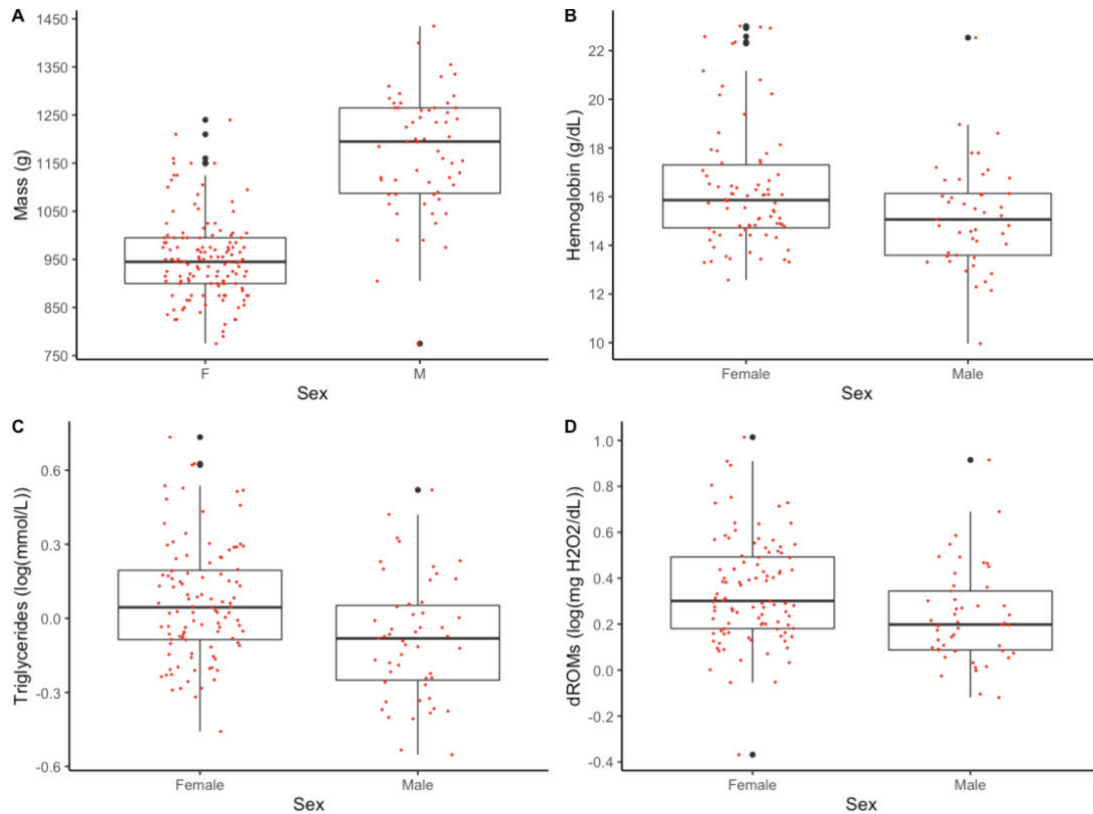 A
Mass (g)
1450
1350
1250
1150
1050
950
850
750
F
M
Sex
B
Hemoglobin (g/dL)
22
20
18
16
14
12
10
Female
Male
Sex
C
Triglycerides (log(mmol/L))
0.6
0.3
0.0
-0.3
-0.6
Female
Male
Sex
D
dROMs (log(mg H2O2/dL))
1.0
0.8
0.6
0.4
0.2
0.0
-0.2
-0.4
Female
Male
Sex